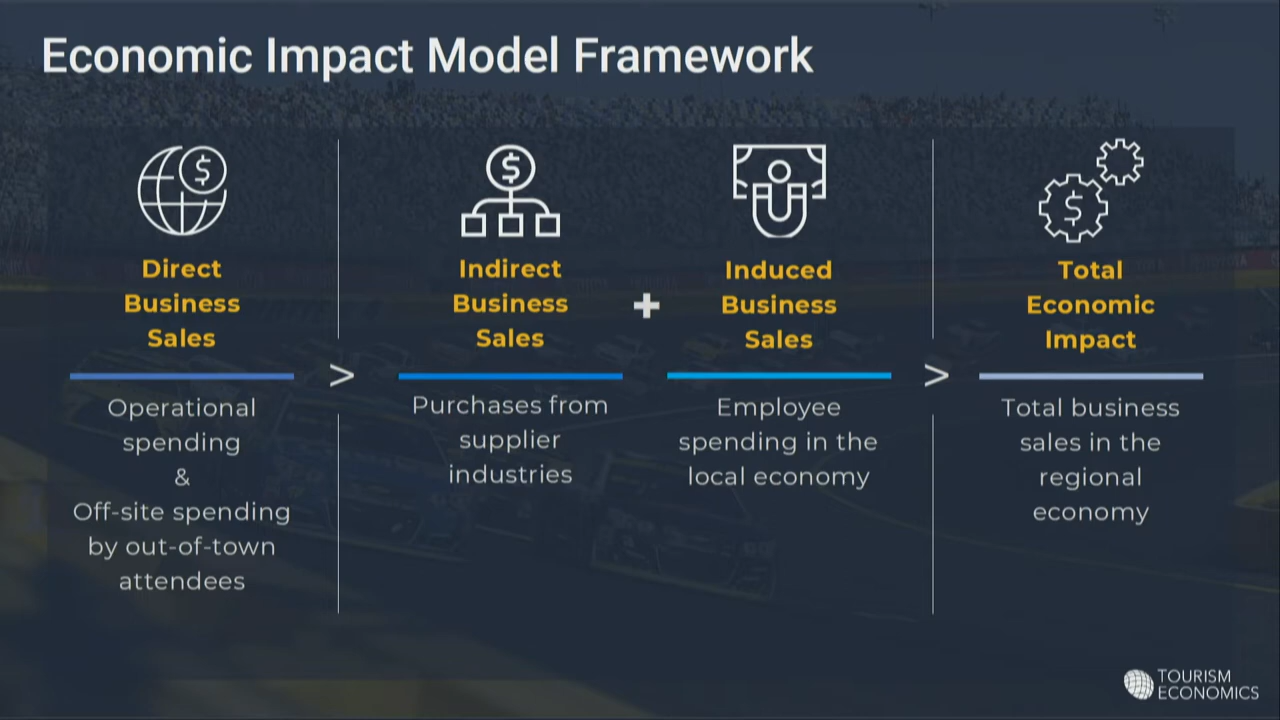 Economic Impact Model Framework
Direct
Business
Sales
Operational
spending
&
Off-site spending
by out-of-town
attendees
>
Indirect
Business
Sales
Purchases from
supplier
industries
+
Induced
Business
Sales
Employee
spending in the
local economy
>
Total
Economic
Impact
Total business
sales in the
regional
economy
TOURISM
ECONOMICS